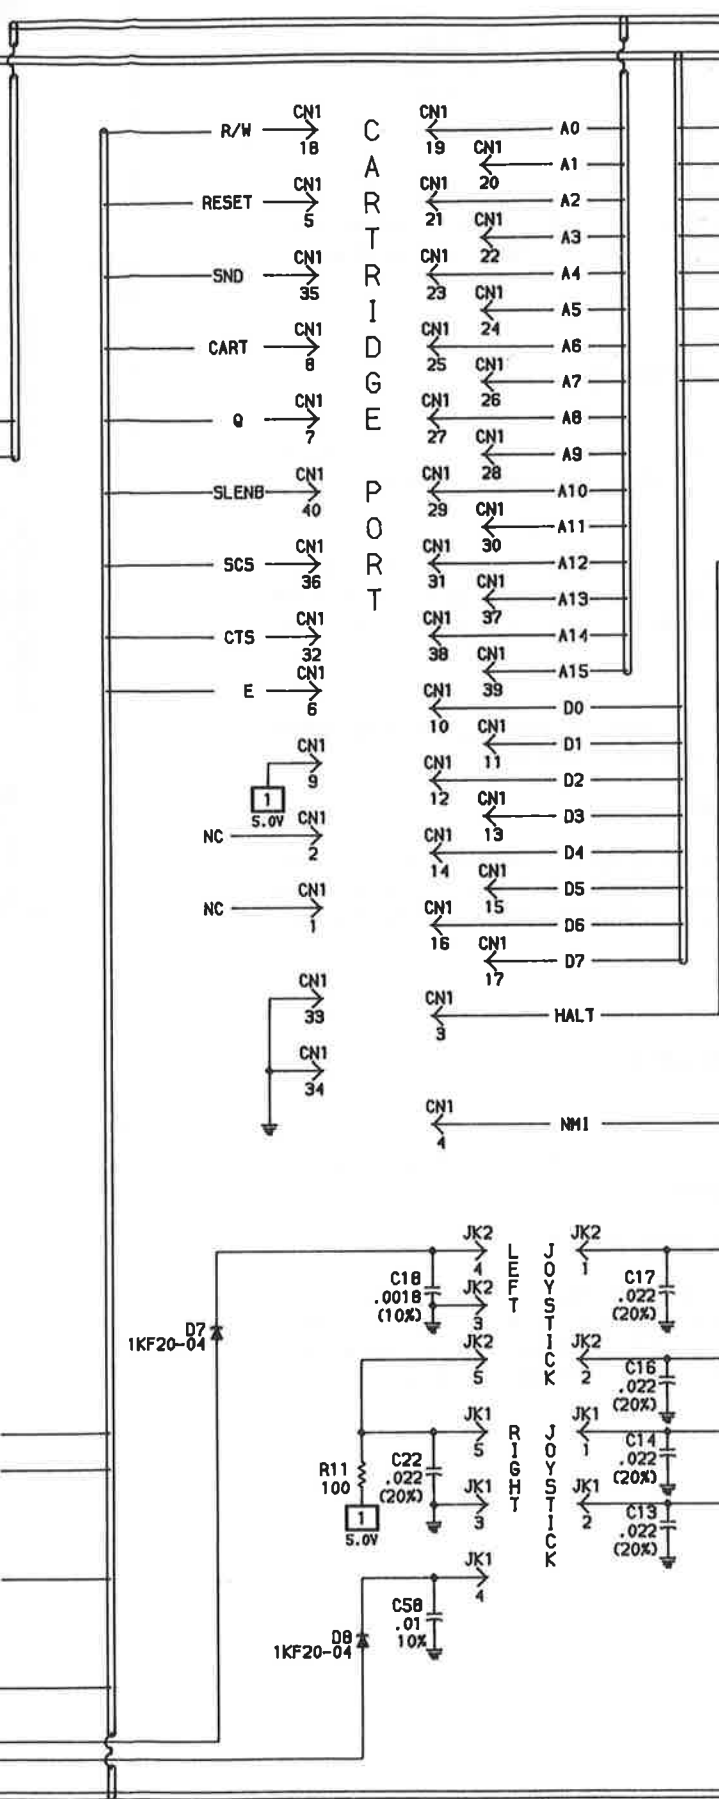 CARTRIDGE PORT
R/W CN1 18
RESET CN1 5
SND CN1 35
CART CN1 8
Q CN1 7
SLENB CN1 40
SCS CN1 36
CTS CN1 32
E CN1 6
CN1 9
1
5.0V
NC CN1 2
NC CN1 1
CN1 33
CN1 34
CN1 19 A0
CN1 20 A1
CN1 21 A2
CN1 22 A3
CN1 23 A4
CN1 24 A5
CN1 25 A6
CN1 26 A7
CN1 27 A8
CN1 28 A9
CN1 29 A10
CN1 30 A11
CN1 31 A12
CN1 37 A13
CN1 38 A14
CN1 39 A15
CN1 10 D0
CN1 11 D1
CN1 12 D2
CN1 13 D3
CN1 14 D4
CN1 15 D5
CN1 16 D6
CN1 17 D7
CN1 3 HALT
CN1 4 NMI
LEFT JOYSTICK
JK2 4
C18
.0018
(10%)
JK2 3
JK2 5
JK2 1
C17
.022
(20%)
JK2 2
C16
.022
(20%)
D7
1KF20-04
RIGHT JOYSTICK
JK1 5
R11
100
1
5.0V
C22
.022
(20%)
JK1 3
JK1 1
C14
.022
(20%)
JK1 2
C13
.022
(20%)
JK1 4
C58
.01
10%
D8
1KF20-04